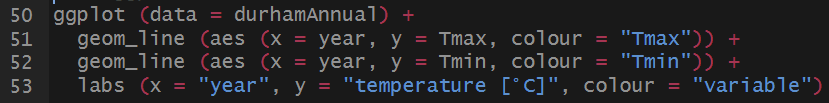 50 ggplot (data = durhamAnnual) +
51   geom_line (aes (x = year, y = Tmax, colour = "Tmax")) +
52   geom_line (aes (x = year, y = Tmin, colour = "Tmin")) +
53   labs (x = "year", y = "temperature [°C]", colour = "variable")